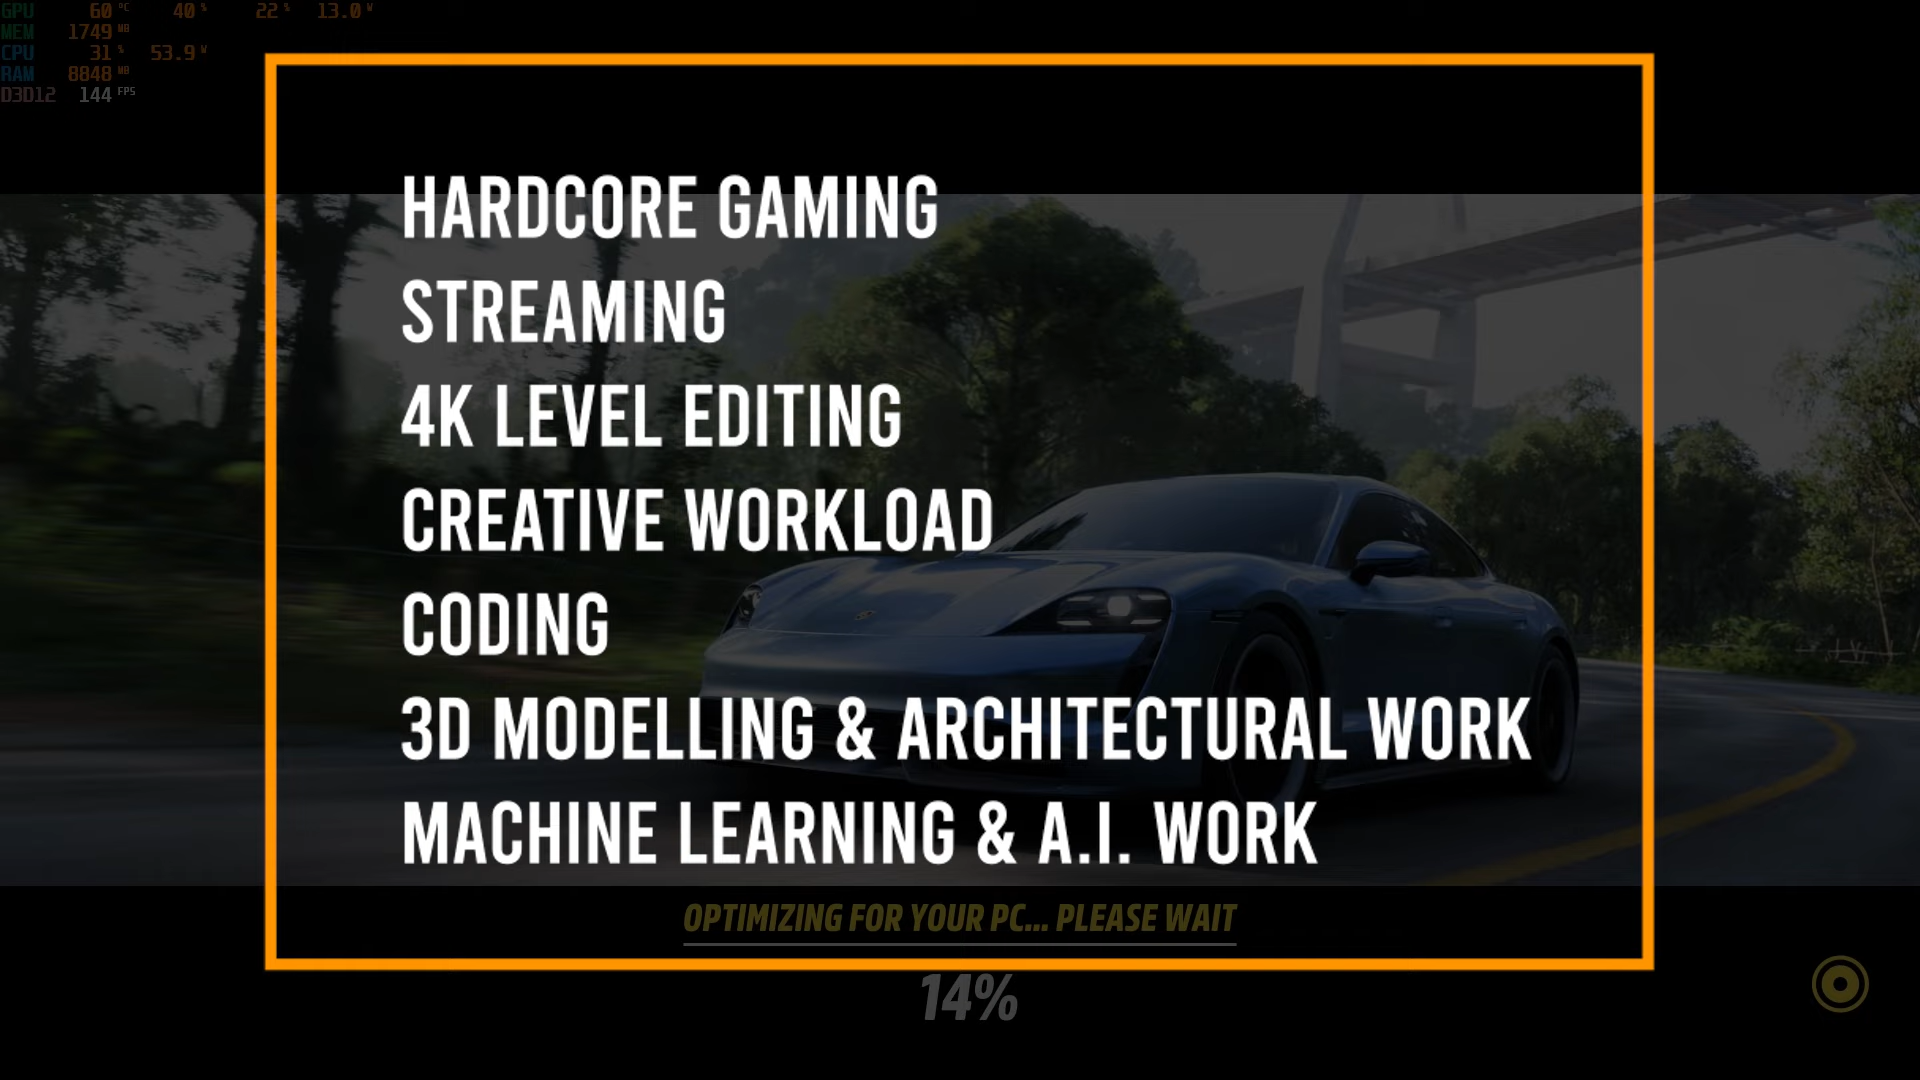 GPU 60 °C 40 % 22 % 13.0 W
MEM 1749 MB
CPU 31 % 53.9 W
RAM 8848 MB
D3D12 144 FPS
HARDCORE GAMING
STREAMING
4K LEVEL EDITING
CREATIVE WORKLOAD
CODING
3D MODELLING & ARCHITECTURAL WORK
MACHINE LEARNING & A.I. WORK
OPTIMIZING FOR YOUR PC... PLEASE WAIT
14%